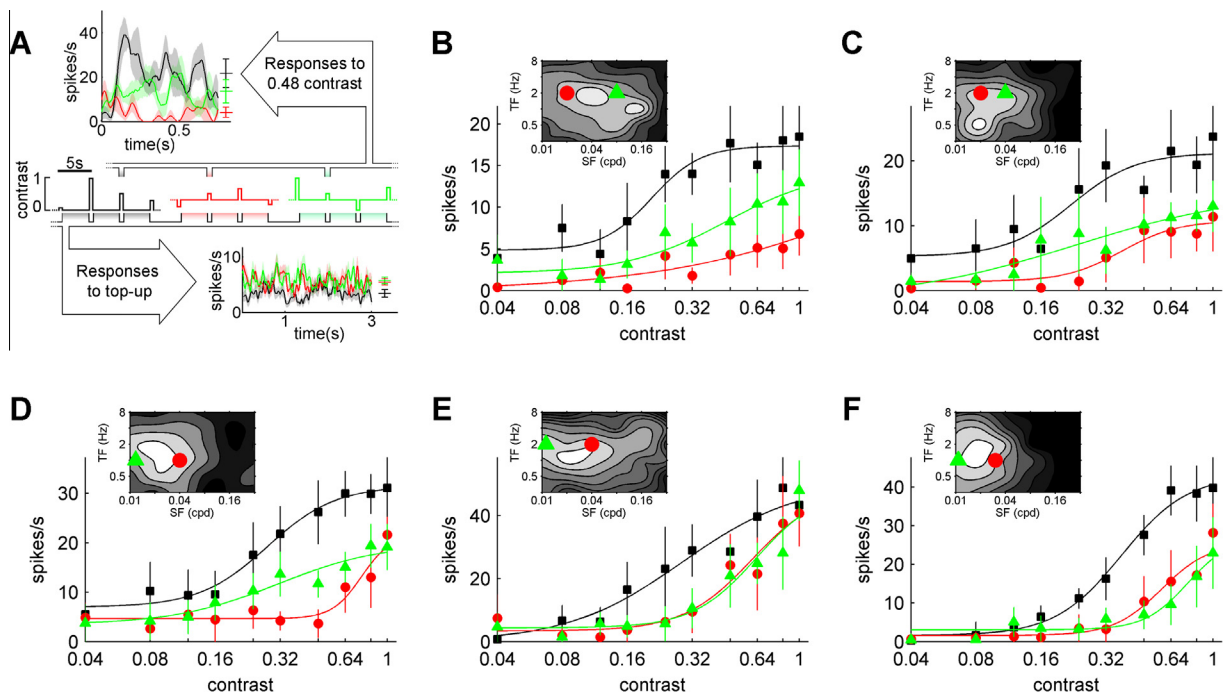 A
spikes/s
40
20
0
0
0.5
time(s)
Responses to
0.48 contrast
5s
contrast
1
0
Responses
to top-up
spikes/s
10
0
1
3
time(s)
B
TF (Hz)
8
2
0.5
0.01
0.04
0.16
SF (cpd)
spikes/s
20
15
10
5
0
0.04
0.08
0.16
0.32
0.64
1
contrast
C
TF (Hz)
8
2
0.5
0.01
0.04
0.16
SF (cpd)
spikes/s
20
10
0
0.04
0.08
0.16
0.32
0.64
1
contrast
D
TF (Hz)
8
2
0.5
0.01
0.04
0.16
SF (cpd)
spikes/s
30
20
10
0
0.04
0.08
0.16
0.32
0.64
1
contrast
E
TF (Hz)
8
2
0.5
0.01
0.04
0.16
SF (cpd)
spikes/s
40
20
0
0.04
0.08
0.16
0.32
0.64
1
contrast
F
TF (Hz)
8
2
0.5
0.01
0.04
0.16
SF (cpd)
spikes/s
40
30
20
10
0
0.04
0.08
0.16
0.32
0.64
1
contrast